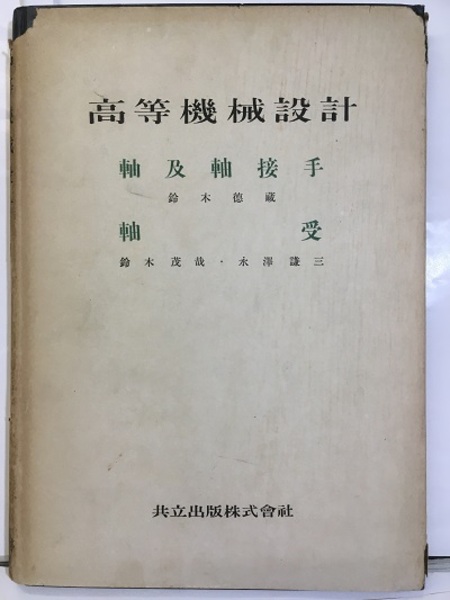 高等機械設計
軸及軸接手
鈴木德藏
軸受
鈴木茂哉・水澤謙三
共立出版株式會社